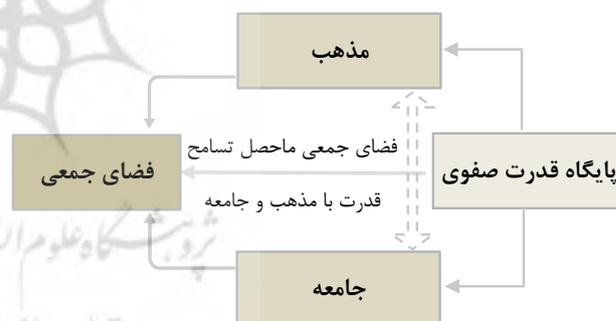 مذهب
فضای جمعی ماحصل تسامح
پایگاه قدرت صفوی
فضای جمعی
قدرت با مذهب و جامعه
جامعه